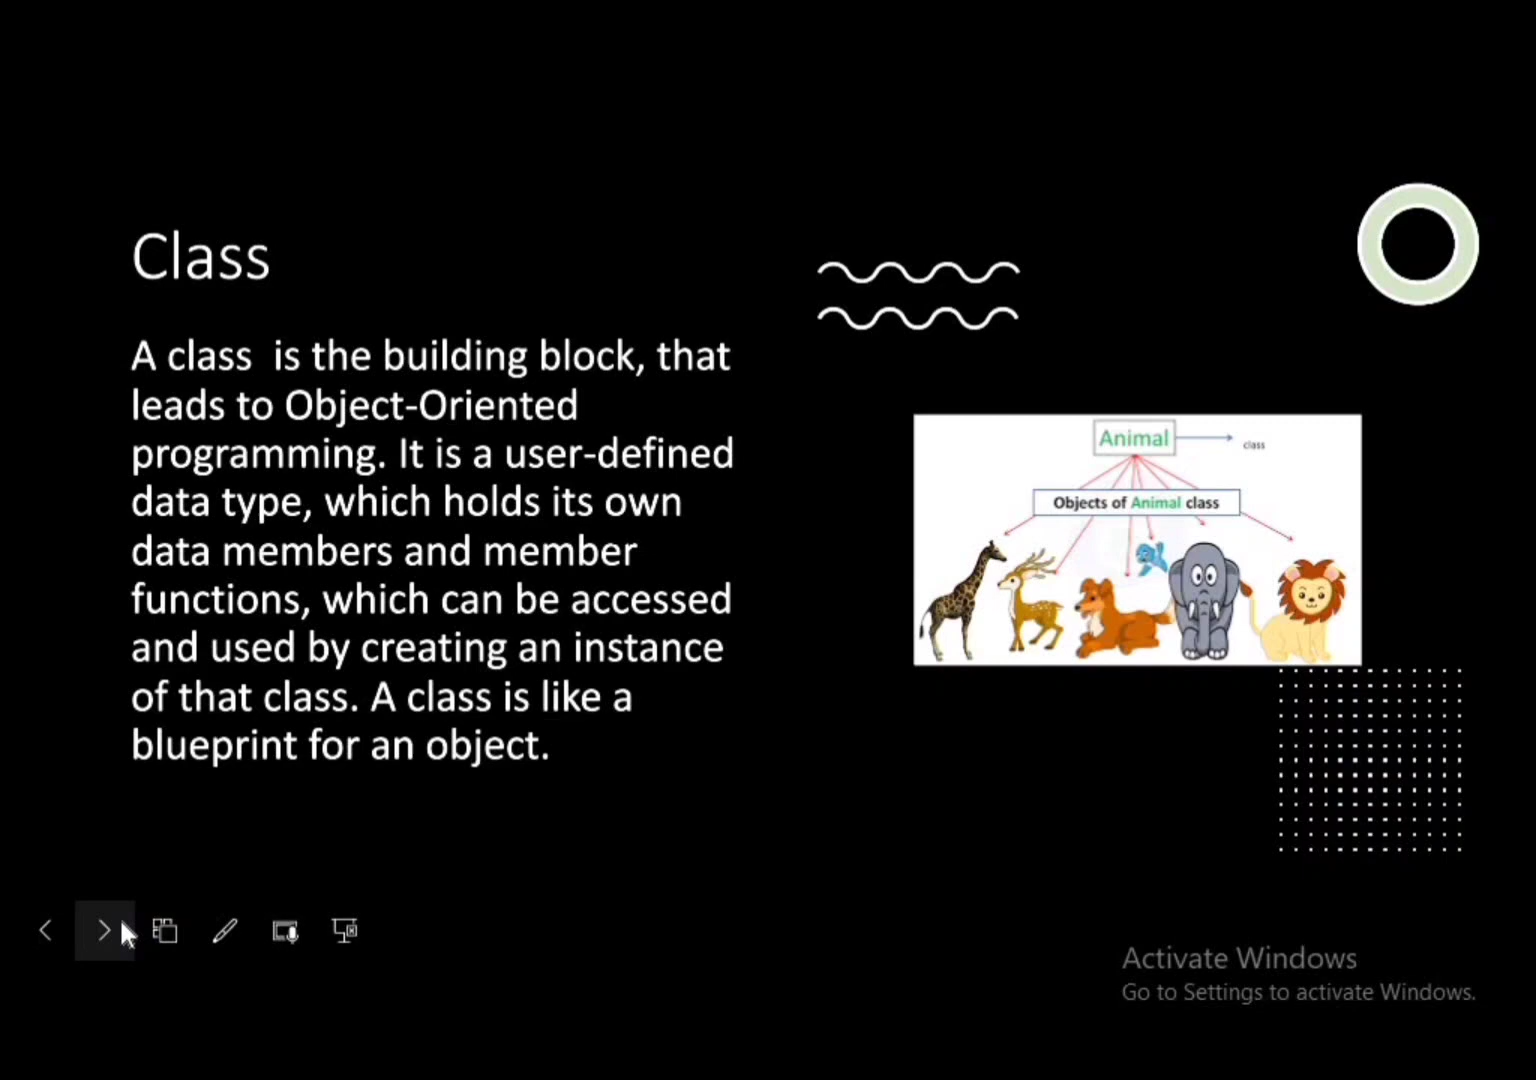 Class
A class  is the building block, that
leads to Object-Oriented
programming. It is a user-defined
data type, which holds its own
data members and member
functions, which can be accessed
and used by creating an instance
of that class. A class is like a
blueprint for an object.
Animal
class
Objects of Animal class
Activate Windows
Go to Settings to activate Windows.